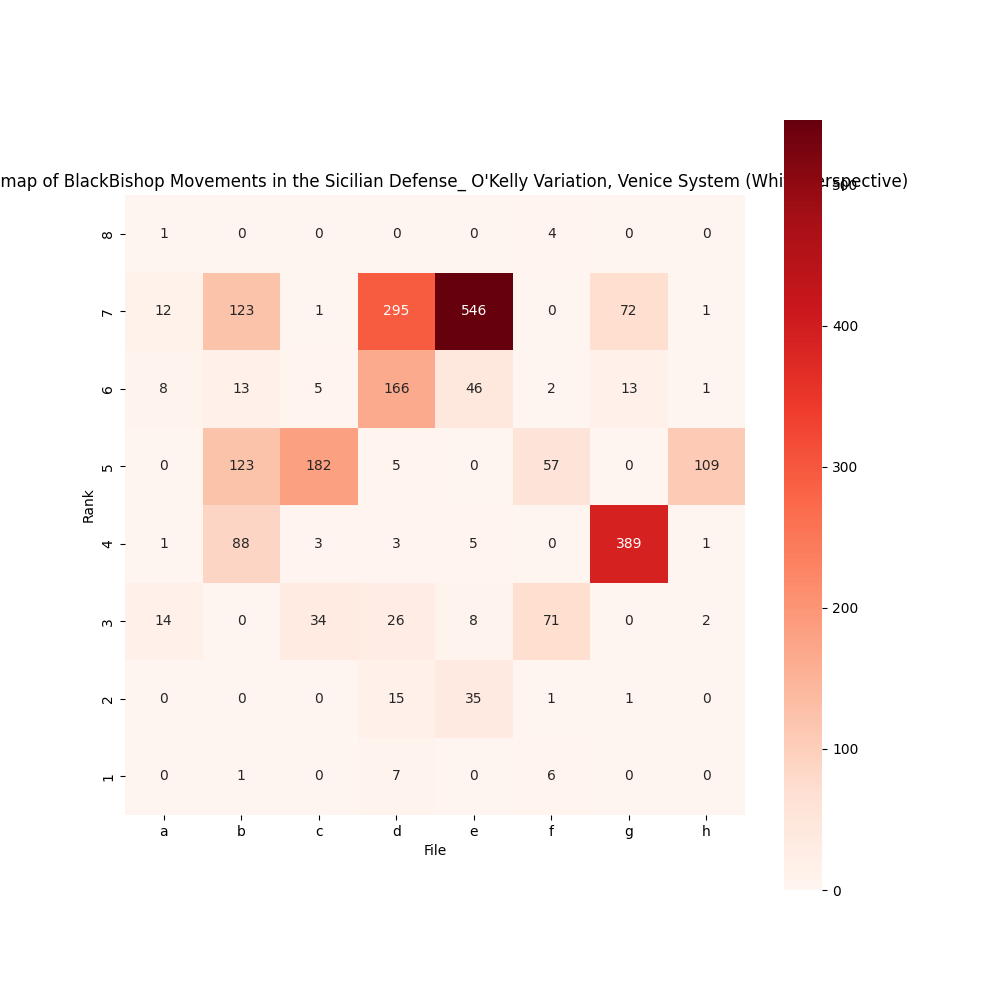 map of BlackBishop Movements in the Sicilian Defense_ O'Kelly Variation, Venice System (Whi erspective)
500
8 1 0 0 0 0 4 0 0
7 12 123 1 295 546 0 72 1
400
6 8 13 5 166 46 2 13 1
5 0 123 182 5 0 57 0 109
300
Rank
4 1 88 3 3 5 0 389 1
200
3 14 0 34 26 8 71 0 2
2 0 0 0 15 35 1 1 0
100
1 0 1 0 7 0 6 0 0
a b c d e f g h
File
0